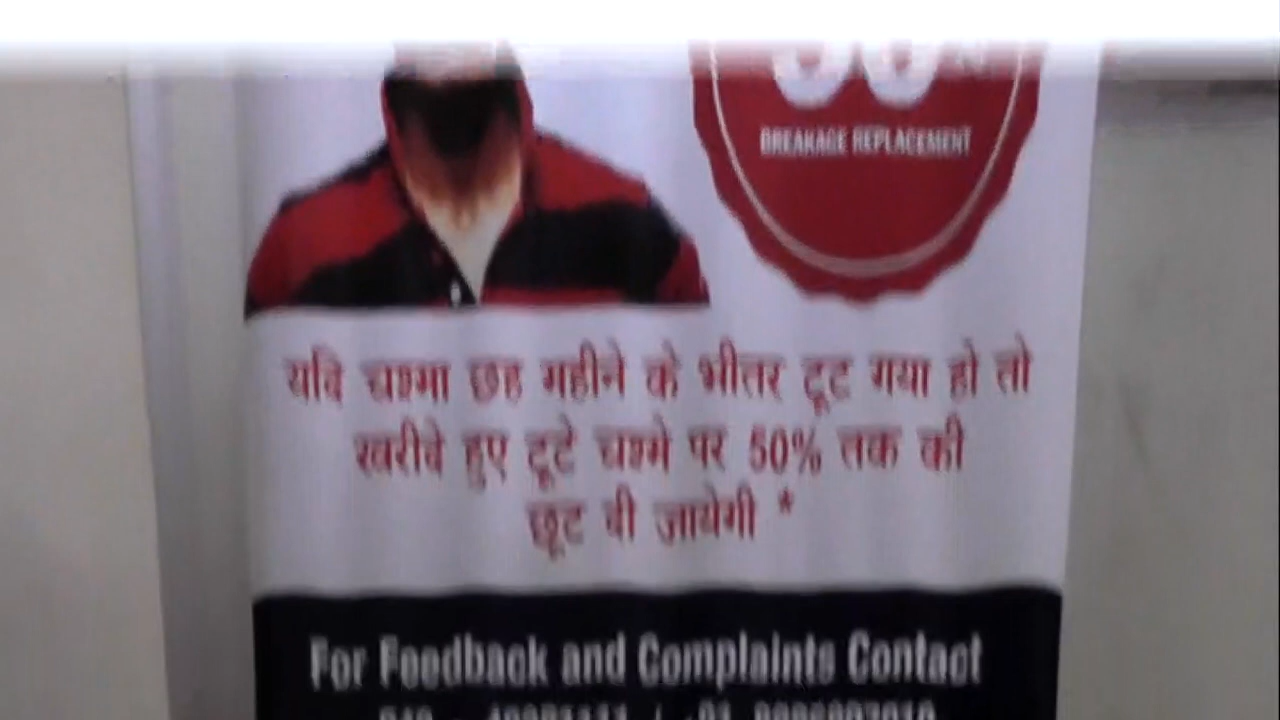 BREAKAGE REPLACEMENT
यदि चश्मा छह महीने के भीतर टूट गया हो तो
खरीदे हुए टूटे चश्मे पर 50% तक की
छूट दी जायेगी *
For Feedback and Complaints Contact